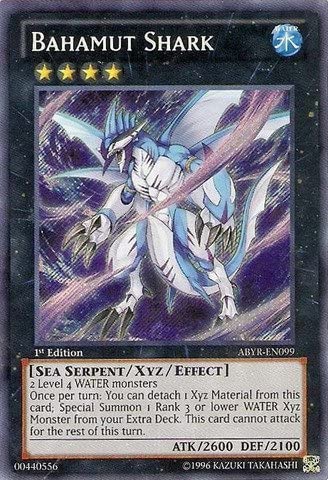 BAHAMUT SHARK
WATER
水
1st Edition
ABYR-EN099
[SEA SERPENT/XYZ/EFFECT]
2 Level 4 WATER monsters
Once per turn: You can detach 1 Xyz Material from this
card; Special Summon 1 Rank 3 or lower WATER Xyz
Monster from your Extra Deck. This card cannot attack
for the rest of this turn.
ATK/2600 DEF/2100
00440556
©1996 KAZUKI TAKAHASHI